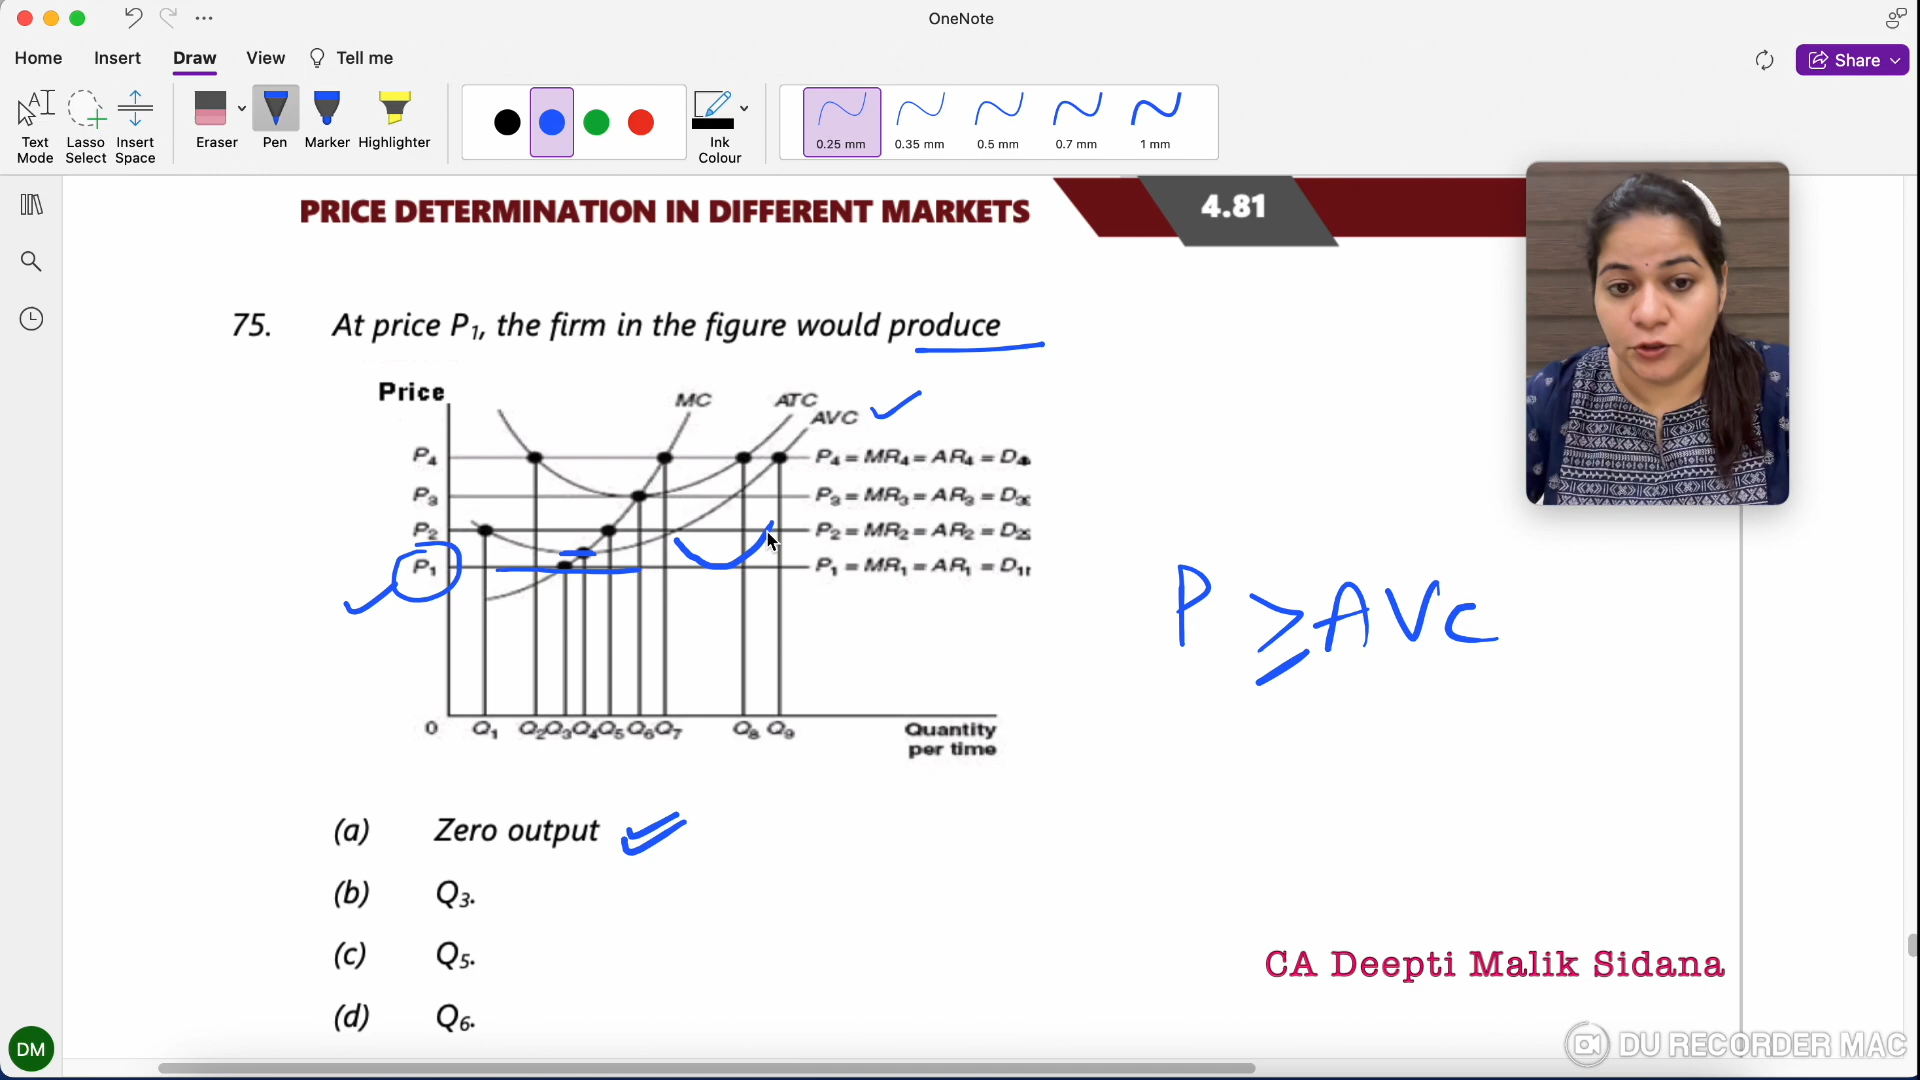 OneNote
Home Insert Draw View Tell me
Share
Text Mode
Lasso Select
Insert Space
Eraser
Pen
Marker
Highlighter
Ink Colour
0.25 mm
0.35 mm
0.5 mm
0.7 mm
1 mm
PRICE DETERMINATION IN DIFFERENT MARKETS
4.81
75. At price P₁, the firm in the figure would produce
Price
MC
ATC
AVC
P₄
P₄ = MR₄ = AR₄ = D₄
P₃
P₃ = MR₃ = AR₃ = D₃
P₂
P₂ = MR₂ = AR₂ = D₂
P₁
P₁ = MR₁ = AR₁ = D₁
P ≥ AVC
0 Q₁ Q₂ Q₃ Q₄ Q₅ Q₆ Q₇ Q₈ Q₉
Quantity
per time
(a) Zero output
(b) Q₃.
(c) Q₅.
(d) Q₆.
CA Deepti Malik Sidana
DM
DU RECORDER MAC